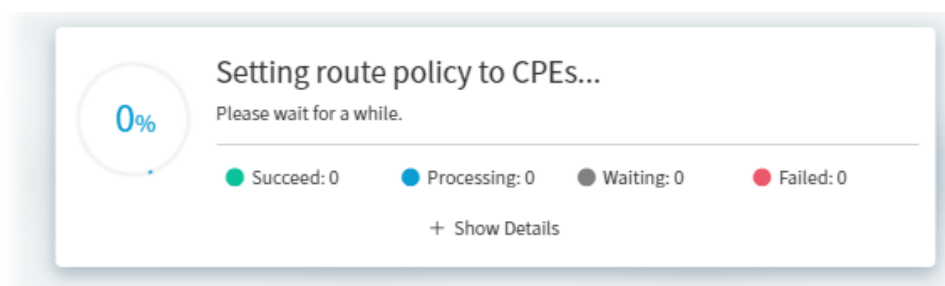 0%
Setting route policy to CPEs...
Please wait for a while.
Succeed: 0 Processing: 0 Waiting: 0 Failed: 0
+ Show Details